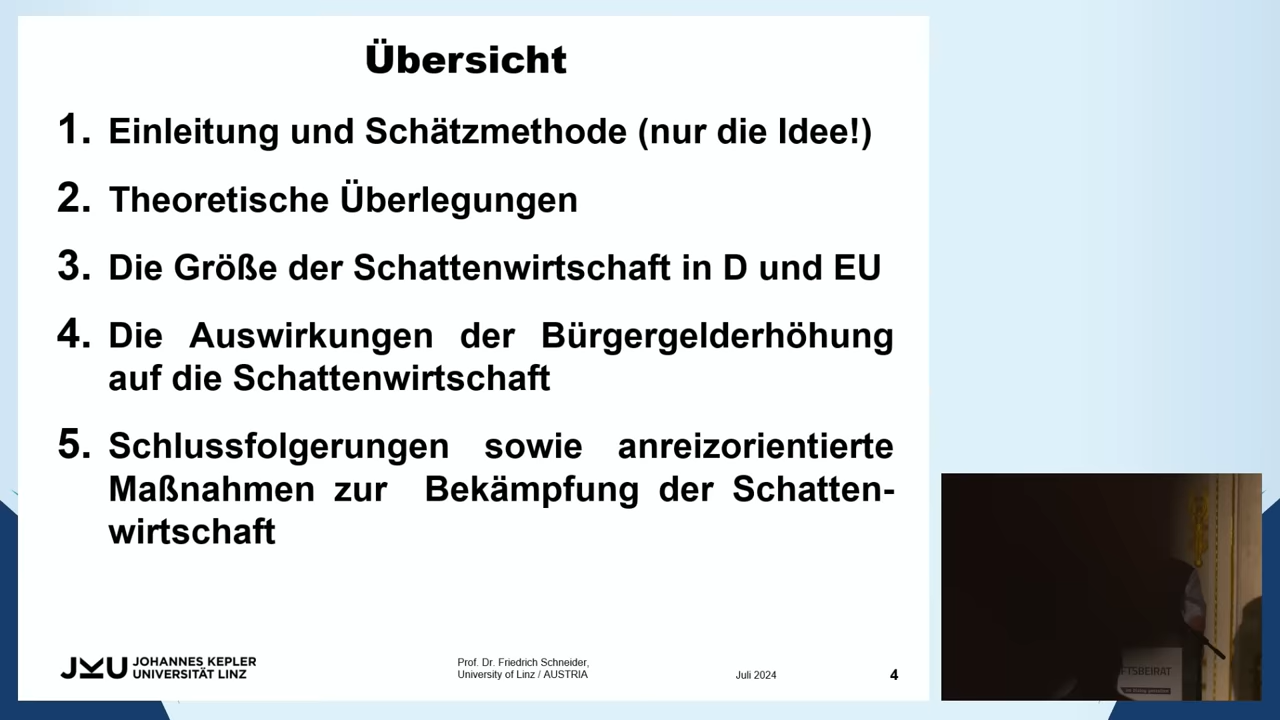 Übersicht
1. Einleitung und Schätzmethode (nur die Idee!)
2. Theoretische Überlegungen
3. Die Größe der Schattenwirtschaft in D und EU
4. Die Auswirkungen der Bürgergelderhöhung
auf die Schattenwirtschaft
5. Schlussfolgerungen sowie anreizorientierte
Maßnahmen zur Bekämpfung der Schatten-
wirtschaft
JKU JOHANNES KEPLER
UNIVERSITÄT LINZ
Prof. Dr. Friedrich Schneider,
University of Linz / AUSTRIA
Juli 2024
4
FTSBEIRAT